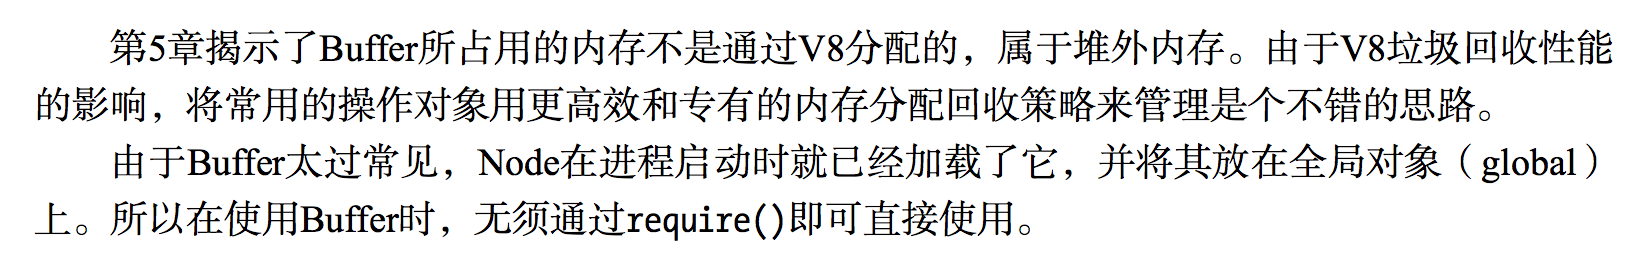 第5章揭示了Buffer所占用的内存不是通过V8分配的，属于堆外内存。由于V8垃圾回收性能
的影响，将常用的操作对象用更高效和专有的内存分配回收策略来管理是个不错的思路。
由于Buffer太过常见，Node在进程启动时就已经加载了它，并将其放在全局对象（global）
上。所以在使用Buffer时，无须通过require()即可直接使用。